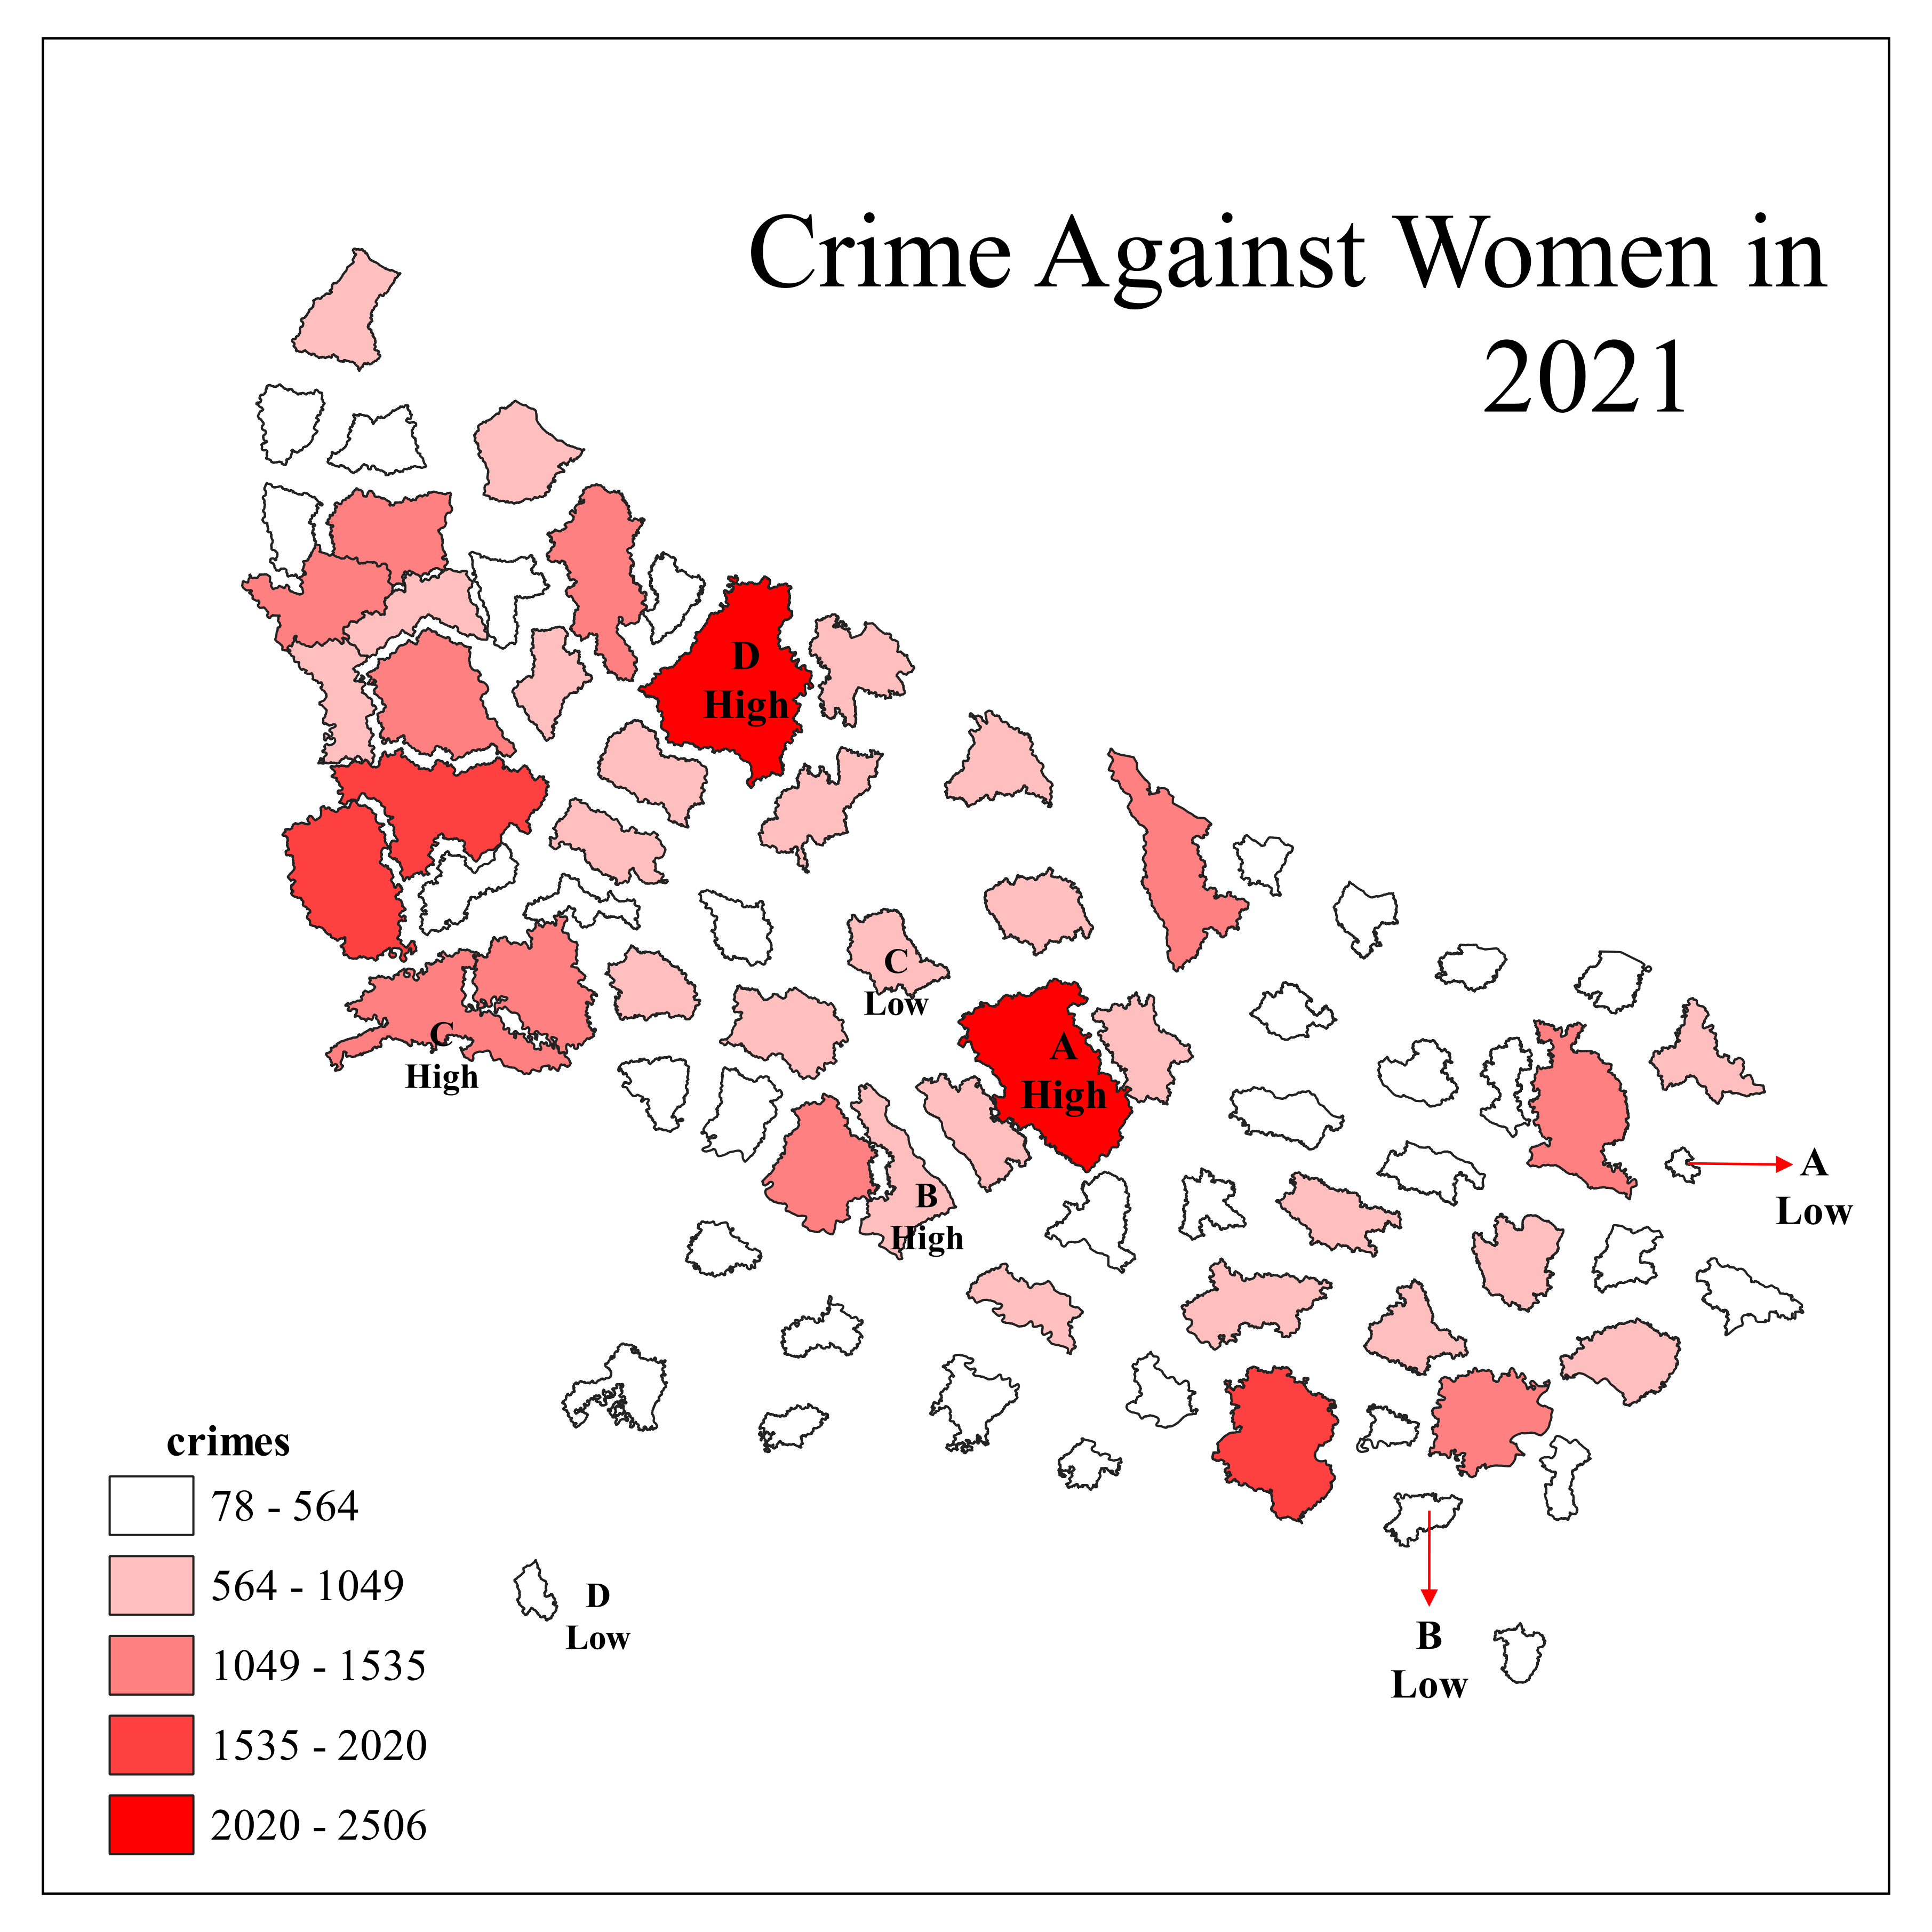 Crime Against Women in
2021
D
High
C
Low
C
High
A
High
B
High
A
Low
crimes
78 - 564
564 - 1049
1049 - 1535
1535 - 2020
2020 - 2506
D
Low
B
Low